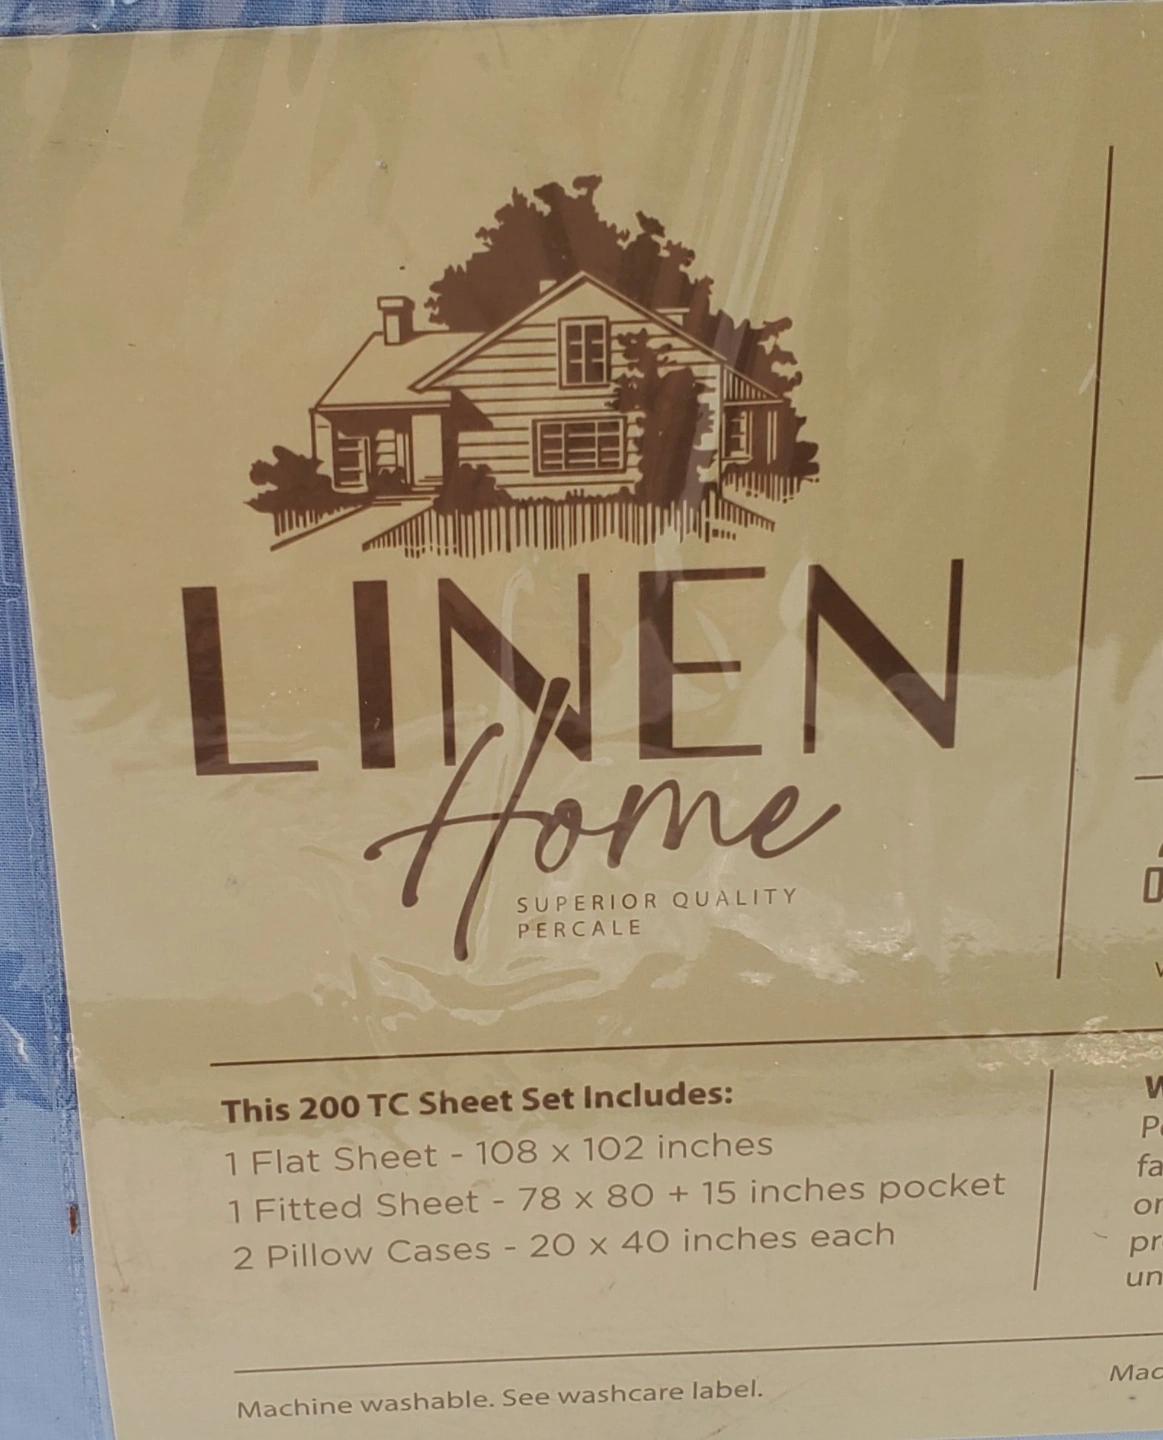 LINEN
Home
SUPERIOR QUALITY
PERCALE
This 200 TC Sheet Set Includes:
1 Flat Sheet - 108 x 102 inches
1 Fitted Sheet - 78 x 80 + 15 inches pocket
2 Pillow Cases - 20 x 40 inches each
Machine washable. See washcare label.